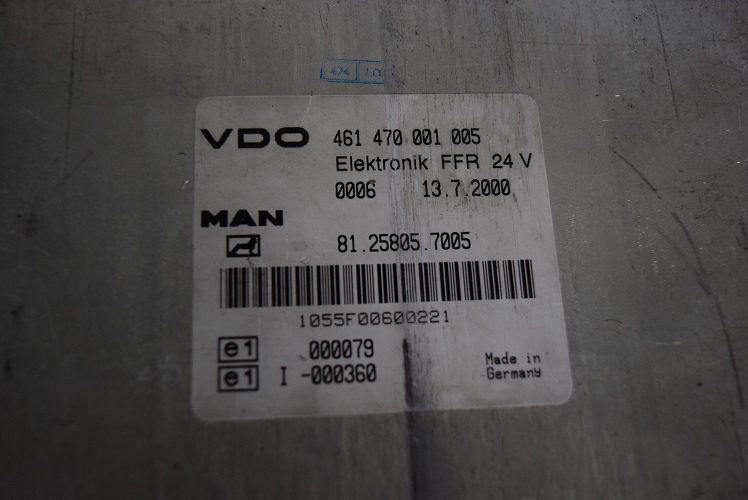 VDO 461 470 001 005
Elektronik FFR 24 V
0006 13.7.2000
MAN
81.25805.7005
1055F00600221
e1 000079
e1 I -000360
Made in
Germany